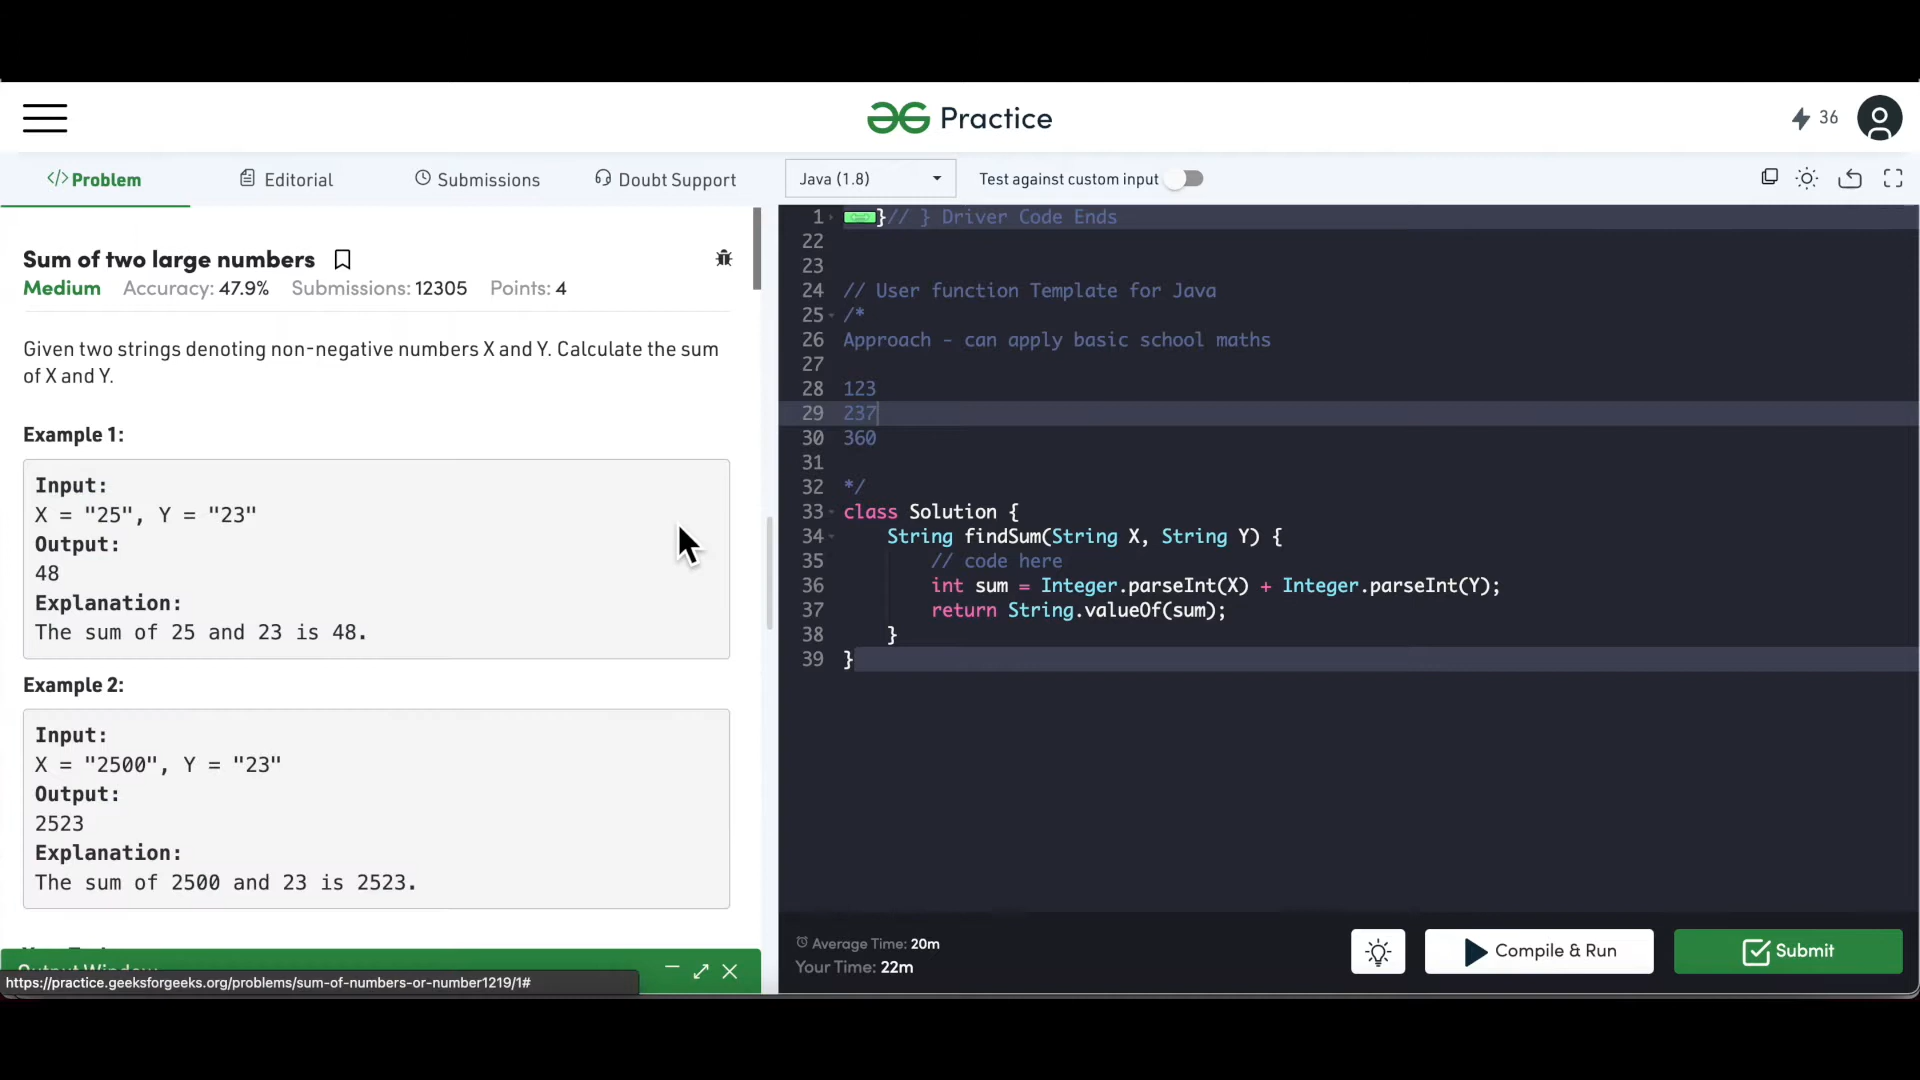 Practice
36
</> Problem
Editorial
Submissions
Doubt Support
Java (1.8)
Test against custom input
Sum of two large numbers
Medium Accuracy: 47.9% Submissions: 12305 Points: 4
Given two strings denoting non-negative numbers X and Y. Calculate the sum
of X and Y.
Example 1:
Input:
X = "25", Y = "23"
Output:
48
Explanation:
The sum of 25 and 23 is 48.
Example 2:
Input:
X = "2500", Y = "23"
Output:
2523
Explanation:
The sum of 2500 and 23 is 2523.
https://practice.geeksforgeeks.org/problems/sum-of-numbers-or-number1219/1#
1 }// } Driver Code Ends
22
23
24 // User function Template for Java
25 /*
26 Approach - can apply basic school maths
27
28 123
29 237
30 360
31
32 */
33 class Solution {
34 String findSum(String X, String Y) {
35 // code here
36 int sum = Integer.parseInt(X) + Integer.parseInt(Y);
37 return String.valueOf(sum);
38 }
39 }
Average Time: 20m
Your Time: 22m
Compile & Run
Submit